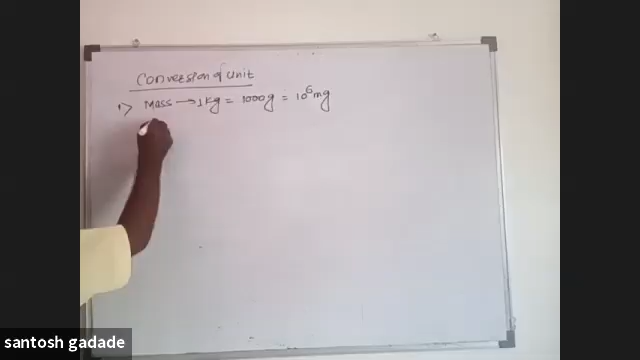 Conversion of unit
1) Mass → 1 kg = 1000 g = 10⁶ mg
santosh gadade